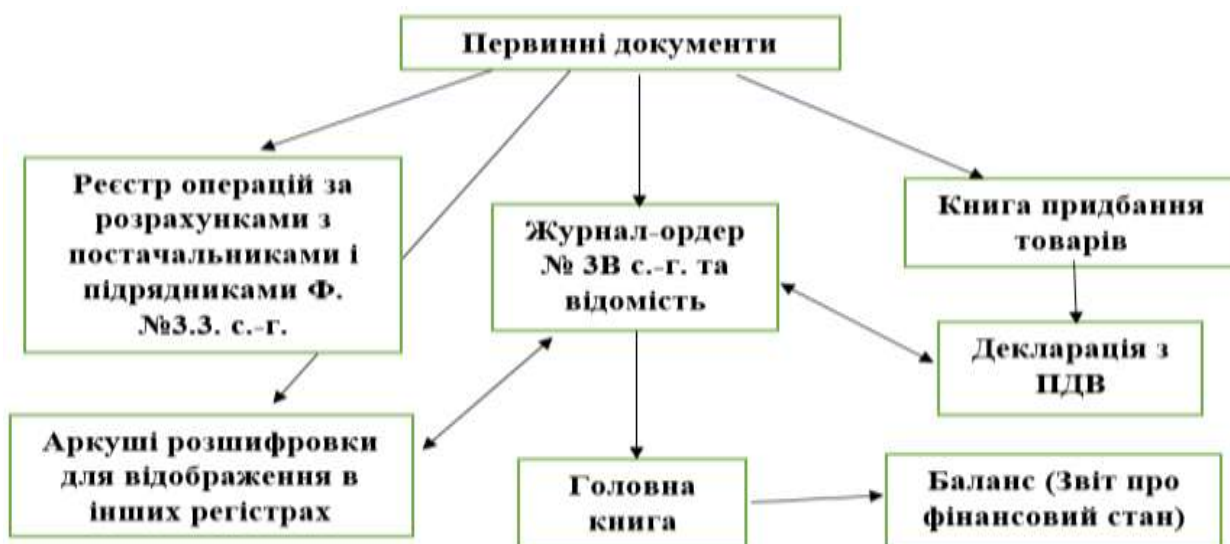 Первинні документи
Реєстр операцій за
розрахунками з
постачальниками і
підрядниками Ф.
№3.3. с.-г.
Журнал-ордер
№ 3В с.-г. та
відомість
Книга придбання
товарів
Декларація з
ПДВ
Аркуші розшифровки
для відображення в
інших регістрах
Головна
книга
Баланс (Звіт про
фінансовий стан)